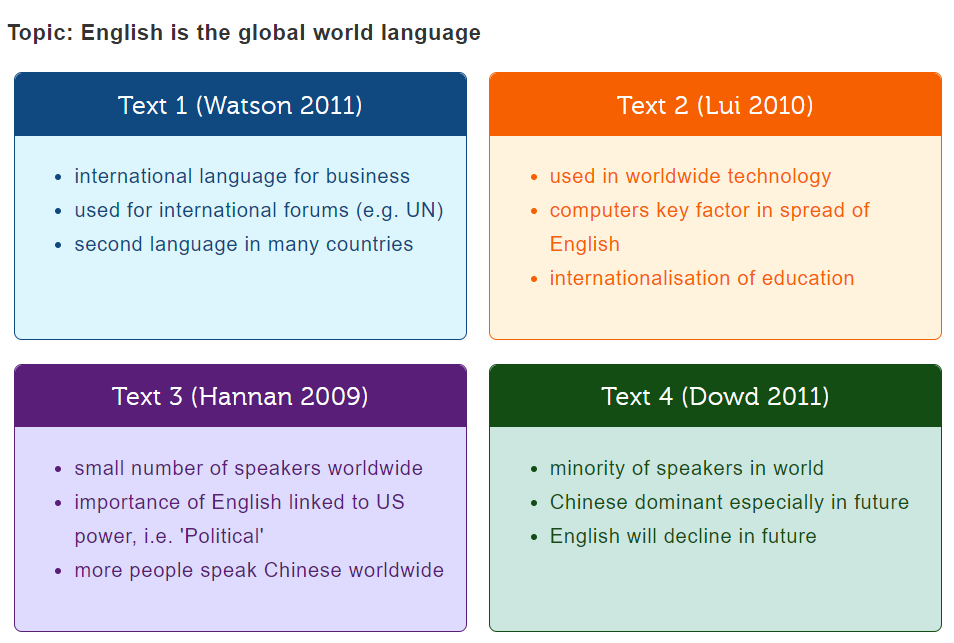 Topic: English is the global world language
Text 1 (Watson 2011)
• international language for business
• used for international forums (e.g. UN)
• second language in many countries
Text 2 (Lui 2010)
• used in worldwide technology
• computers key factor in spread of
English
• internationalisation of education
Text 3 (Hannan 2009)
• small number of speakers worldwide
• importance of English linked to US
power, i.e. 'Political'
• more people speak Chinese worldwide
Text 4 (Dowd 2011)
• minority of speakers in world
• Chinese dominant especially in future
• English will decline in future